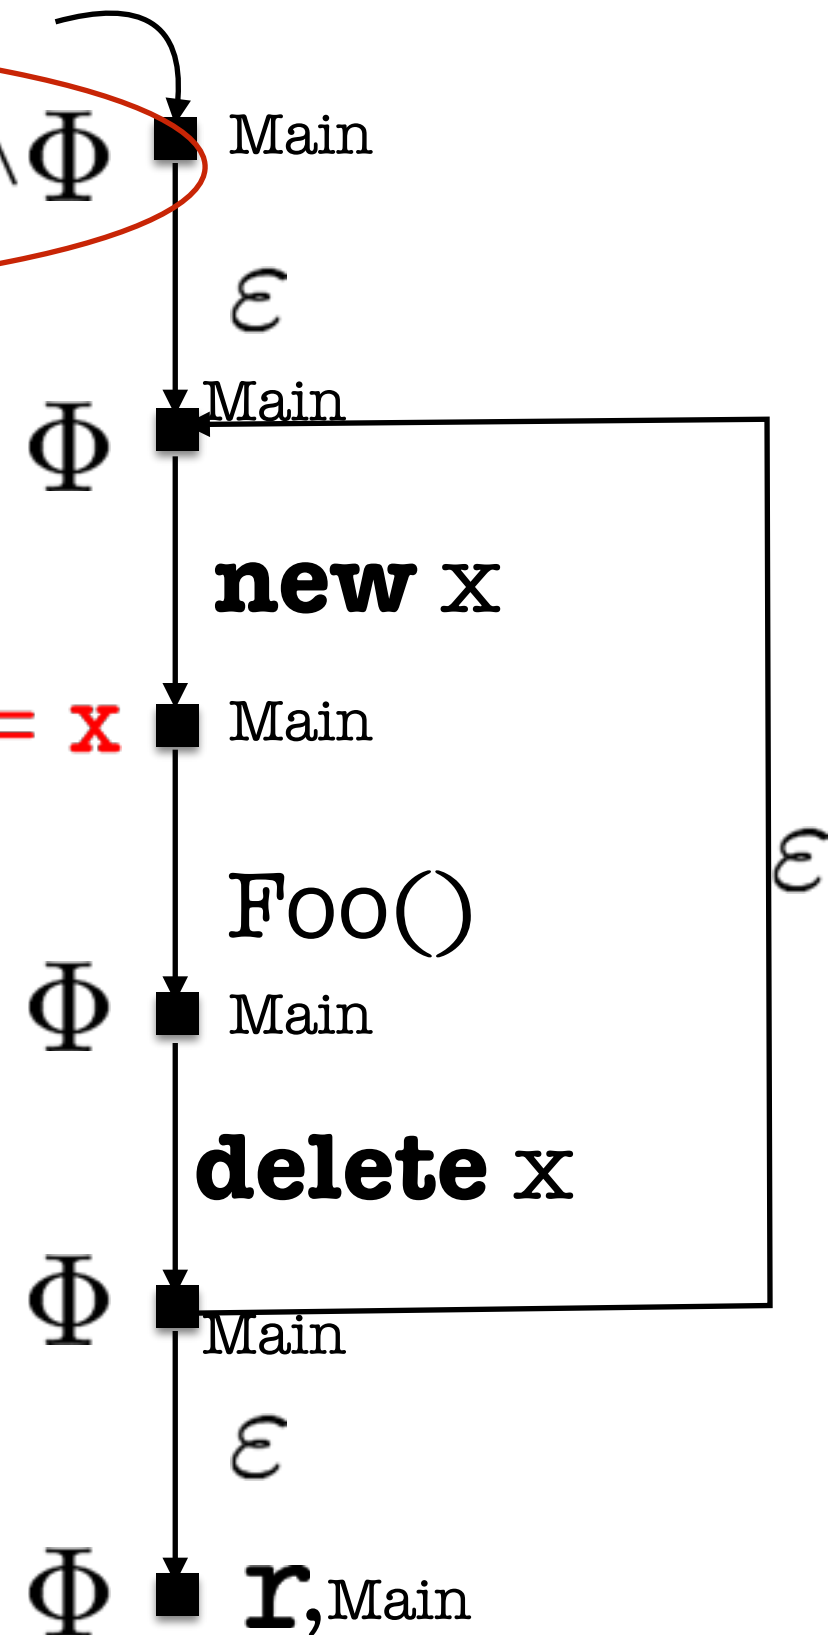 \Φ Main
ε
Main
Φ
new x
= x Main
ε
Foo()
Φ Main
delete x
Φ Main
ε
Φ r,Main